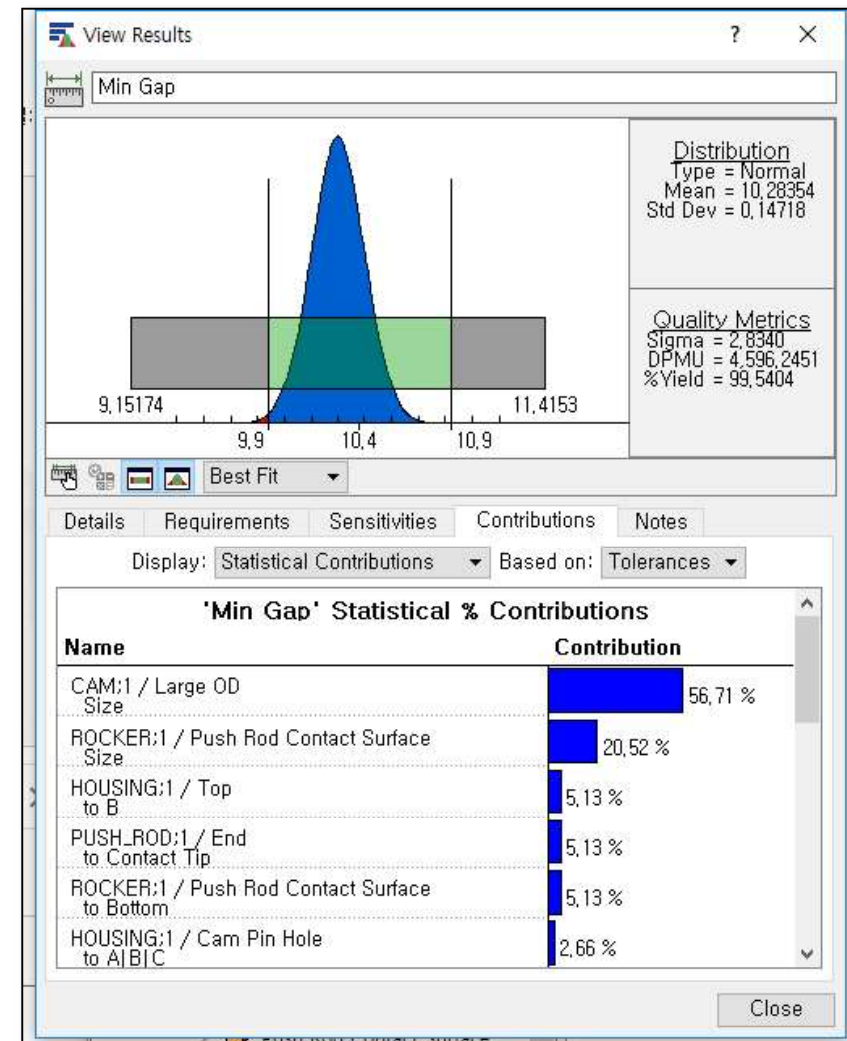 View Results
?
Min Gap
Distribution
Type = Normal
Mean = 10,28354
Std Dev = 0,14718
Quality Metrics
Sigma = 2,8340
DPMU = 4,596,2451
%Yield = 99,5404
9,15174
11,4153
9,9
10,4
10,9
Best Fit
Details Requirements Sensitivities Contributions Notes
Display: Statistical Contributions Based on: Tolerances
'Min Gap' Statistical % Contributions
Name Contribution
CAM;1 / Large OD
Size
56,71 %
ROCKER;1 / Push Rod Contact Surface
Size
20,52 %
HOUSING;1 / Top
to B
5,13 %
PUSH_ROD;1 / End
to Contact Tip
5,13 %
ROCKER;1 / Push Rod Contact Surface
to Bottom
5,13 %
HOUSING;1 / Cam Pin Hole
to A|B|C
2,66 %
Close